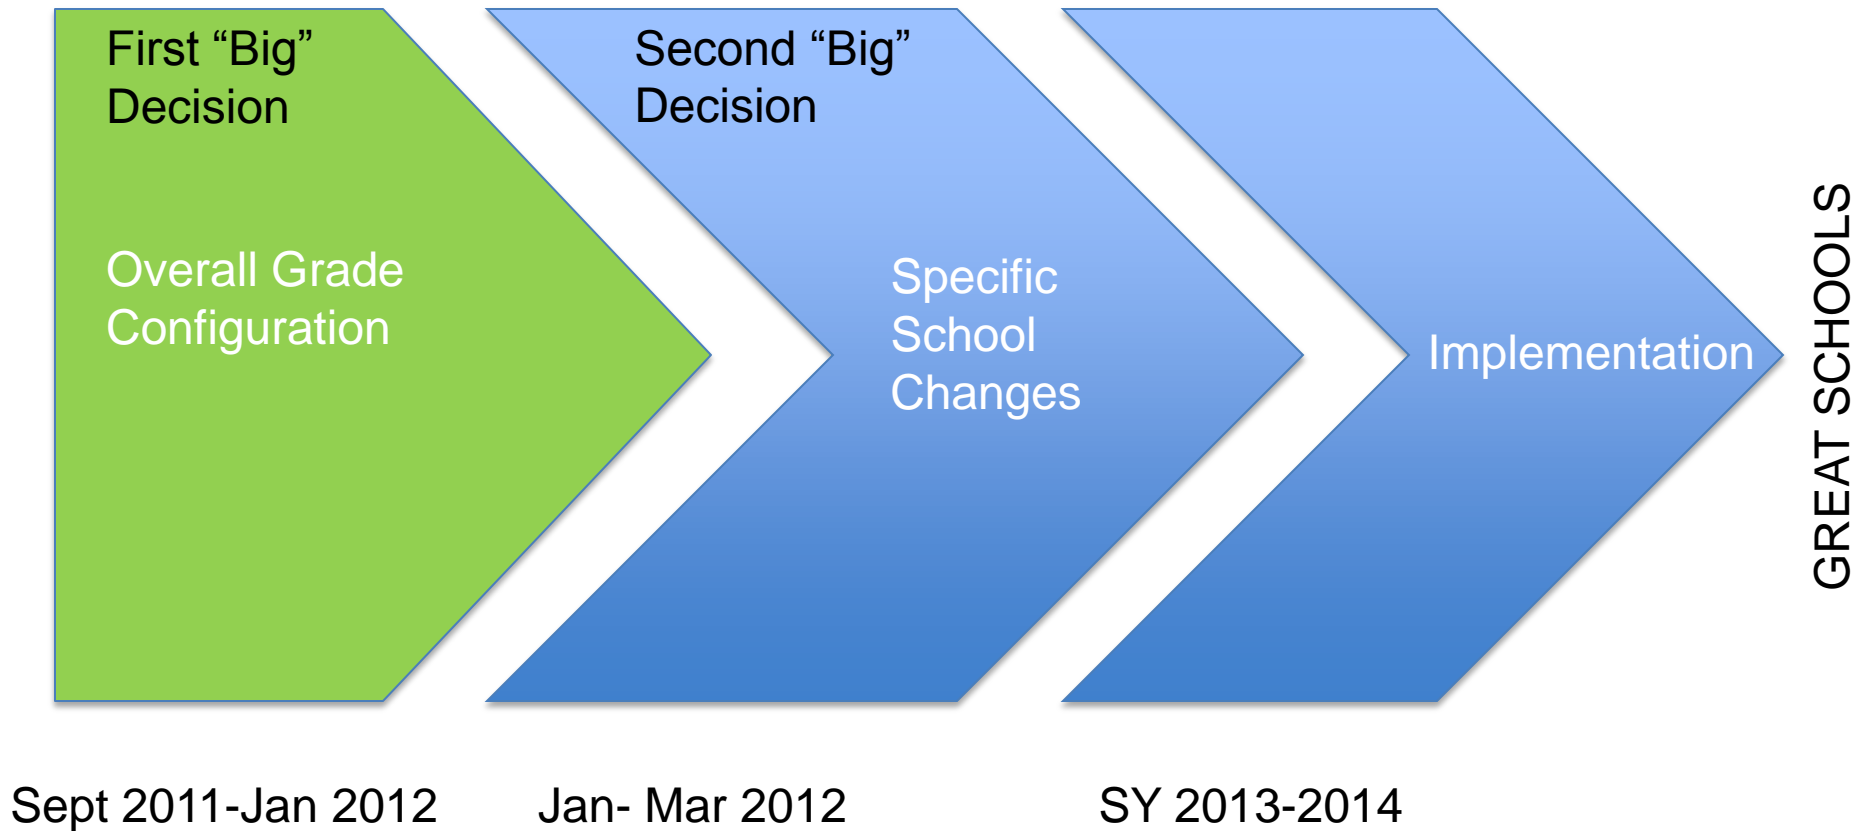 First “Big”
Decision
Overall Grade
Configuration
Second “Big”
Decision
Specific
School
Changes
Implementation
GREAT SCHOOLS
Sept 2011-Jan 2012
Jan- Mar 2012
SY 2013-2014